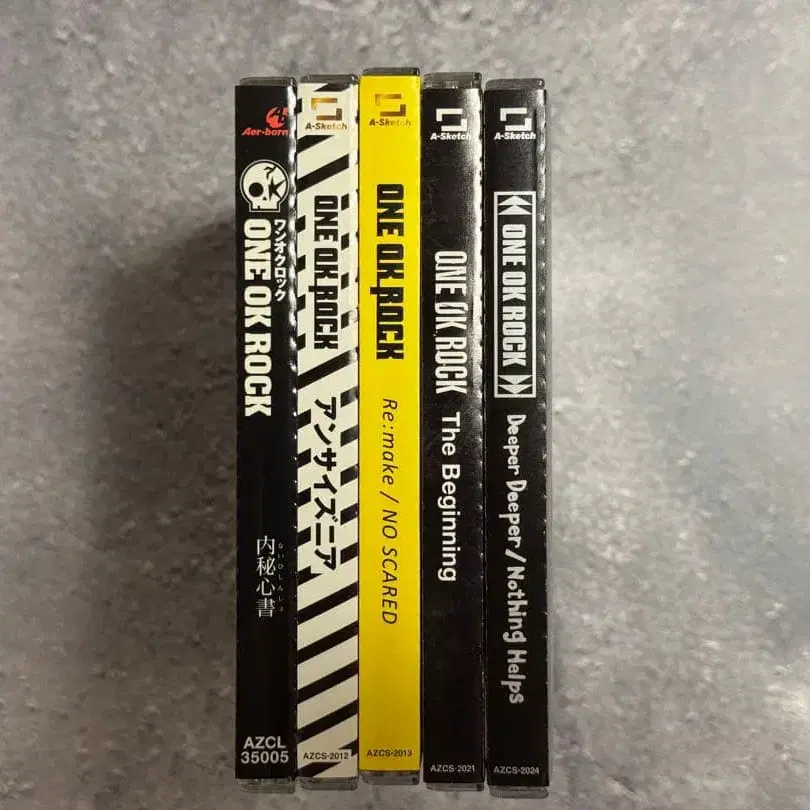 Aer-born
ワンオクロック
ONE OK ROCK
ないひしんしょ
内秘心書
AZCL
35005
A-Sketch
ONE OK ROCK
アンサイズニア
AZCS-2012
A-Sketch
ONE OK ROCK
Re:make / NO SCARED
AZCS-2013
A-Sketch
ONE ØK ROCK
The Beginning
AZCS-2021
A-Sketch
ONE OK ROCK
Deeper Deeper/Nothing Helps
AZCS-2024